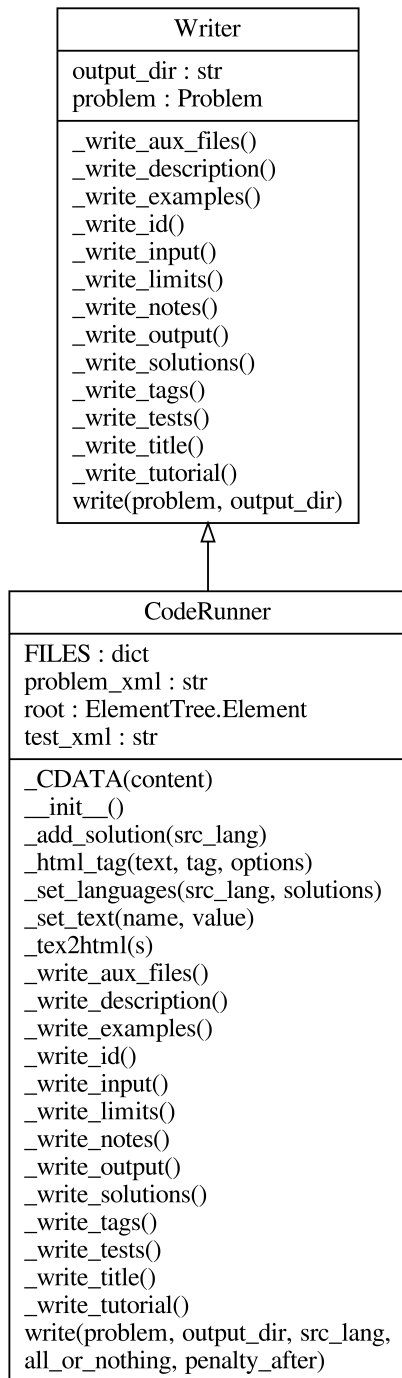 Writer
output_dir : str
problem : Problem
_write_aux_files()
_write_description()
_write_examples()
_write_id()
_write_input()
_write_limits()
_write_notes()
_write_output()
_write_solutions()
_write_tags()
_write_tests()
_write_title()
_write_tutorial()
write(problem, output_dir)
CodeRunner
FILES : dict
problem_xml : str
root : ElementTree.Element
test_xml : str
_CDATA(content)
__init__()
_add_solution(src_lang)
_html_tag(text, tag, options)
_set_languages(src_lang, solutions)
_set_text(name, value)
_tex2html(s)
_write_aux_files()
_write_description()
_write_examples()
_write_id()
_write_input()
_write_limits()
_write_notes()
_write_output()
_write_solutions()
_write_tags()
_write_tests()
_write_title()
_write_tutorial()
write(problem, output_dir, src_lang,
all_or_nothing, penalty_after)